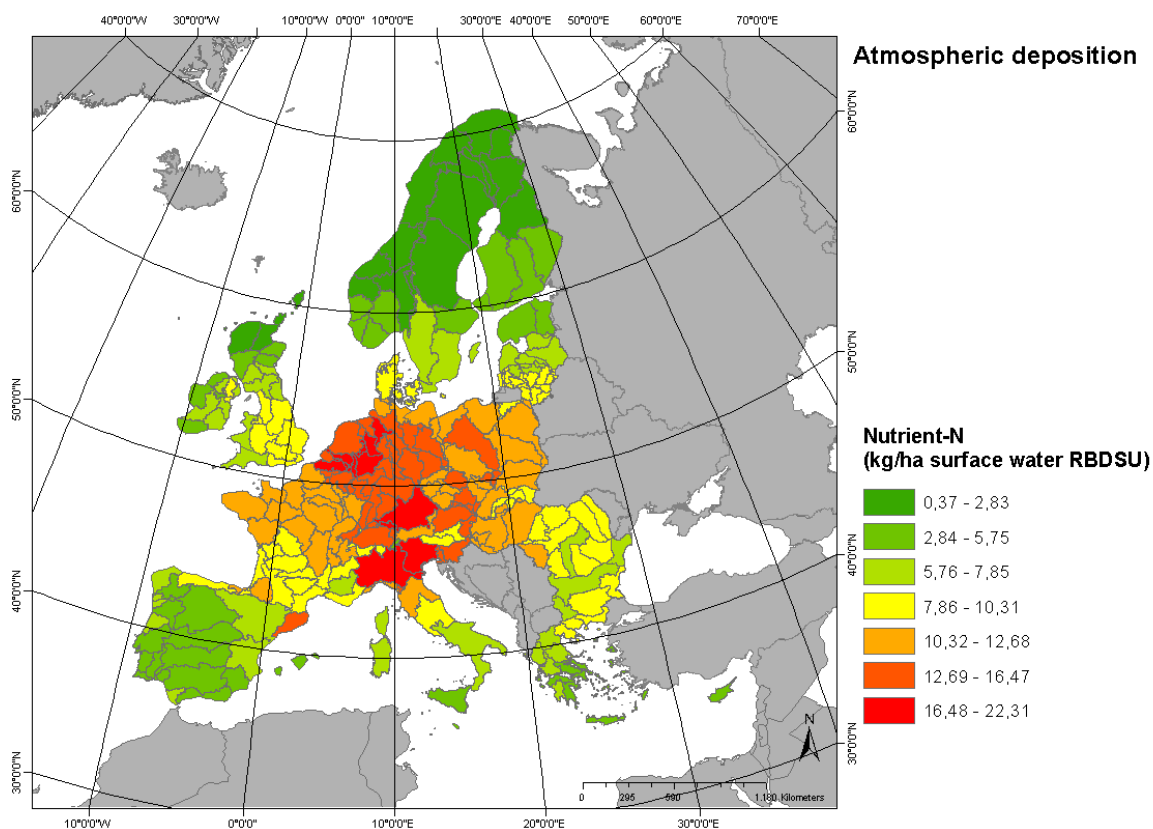 40°0'0"W 30°0'0"W 10°0'0"W 0°0'0" 10°0'0"E 30°0'0"E 40°0'0"E 50°0'0"E 60°0'0"E 70°0'0"E
Atmospheric deposition
60°0'0"N
60°0'0"N
50°0'0"N
50°0'0"N
40°0'0"N
40°0'0"N
30°0'0"N
30°0'0"N
Nutrient-N
(kg/ha surface water RBDSU)
0,37 - 2,83
2,84 - 5,75
5,76 - 7,85
7,86 - 10,31
10,32 - 12,68
12,69 - 16,47
16,48 - 22,31
N
0 295 590 1.180 Kilometers
10°0'0"W 0°0'0" 10°0'0"E 20°0'0"E 30°0'0"E